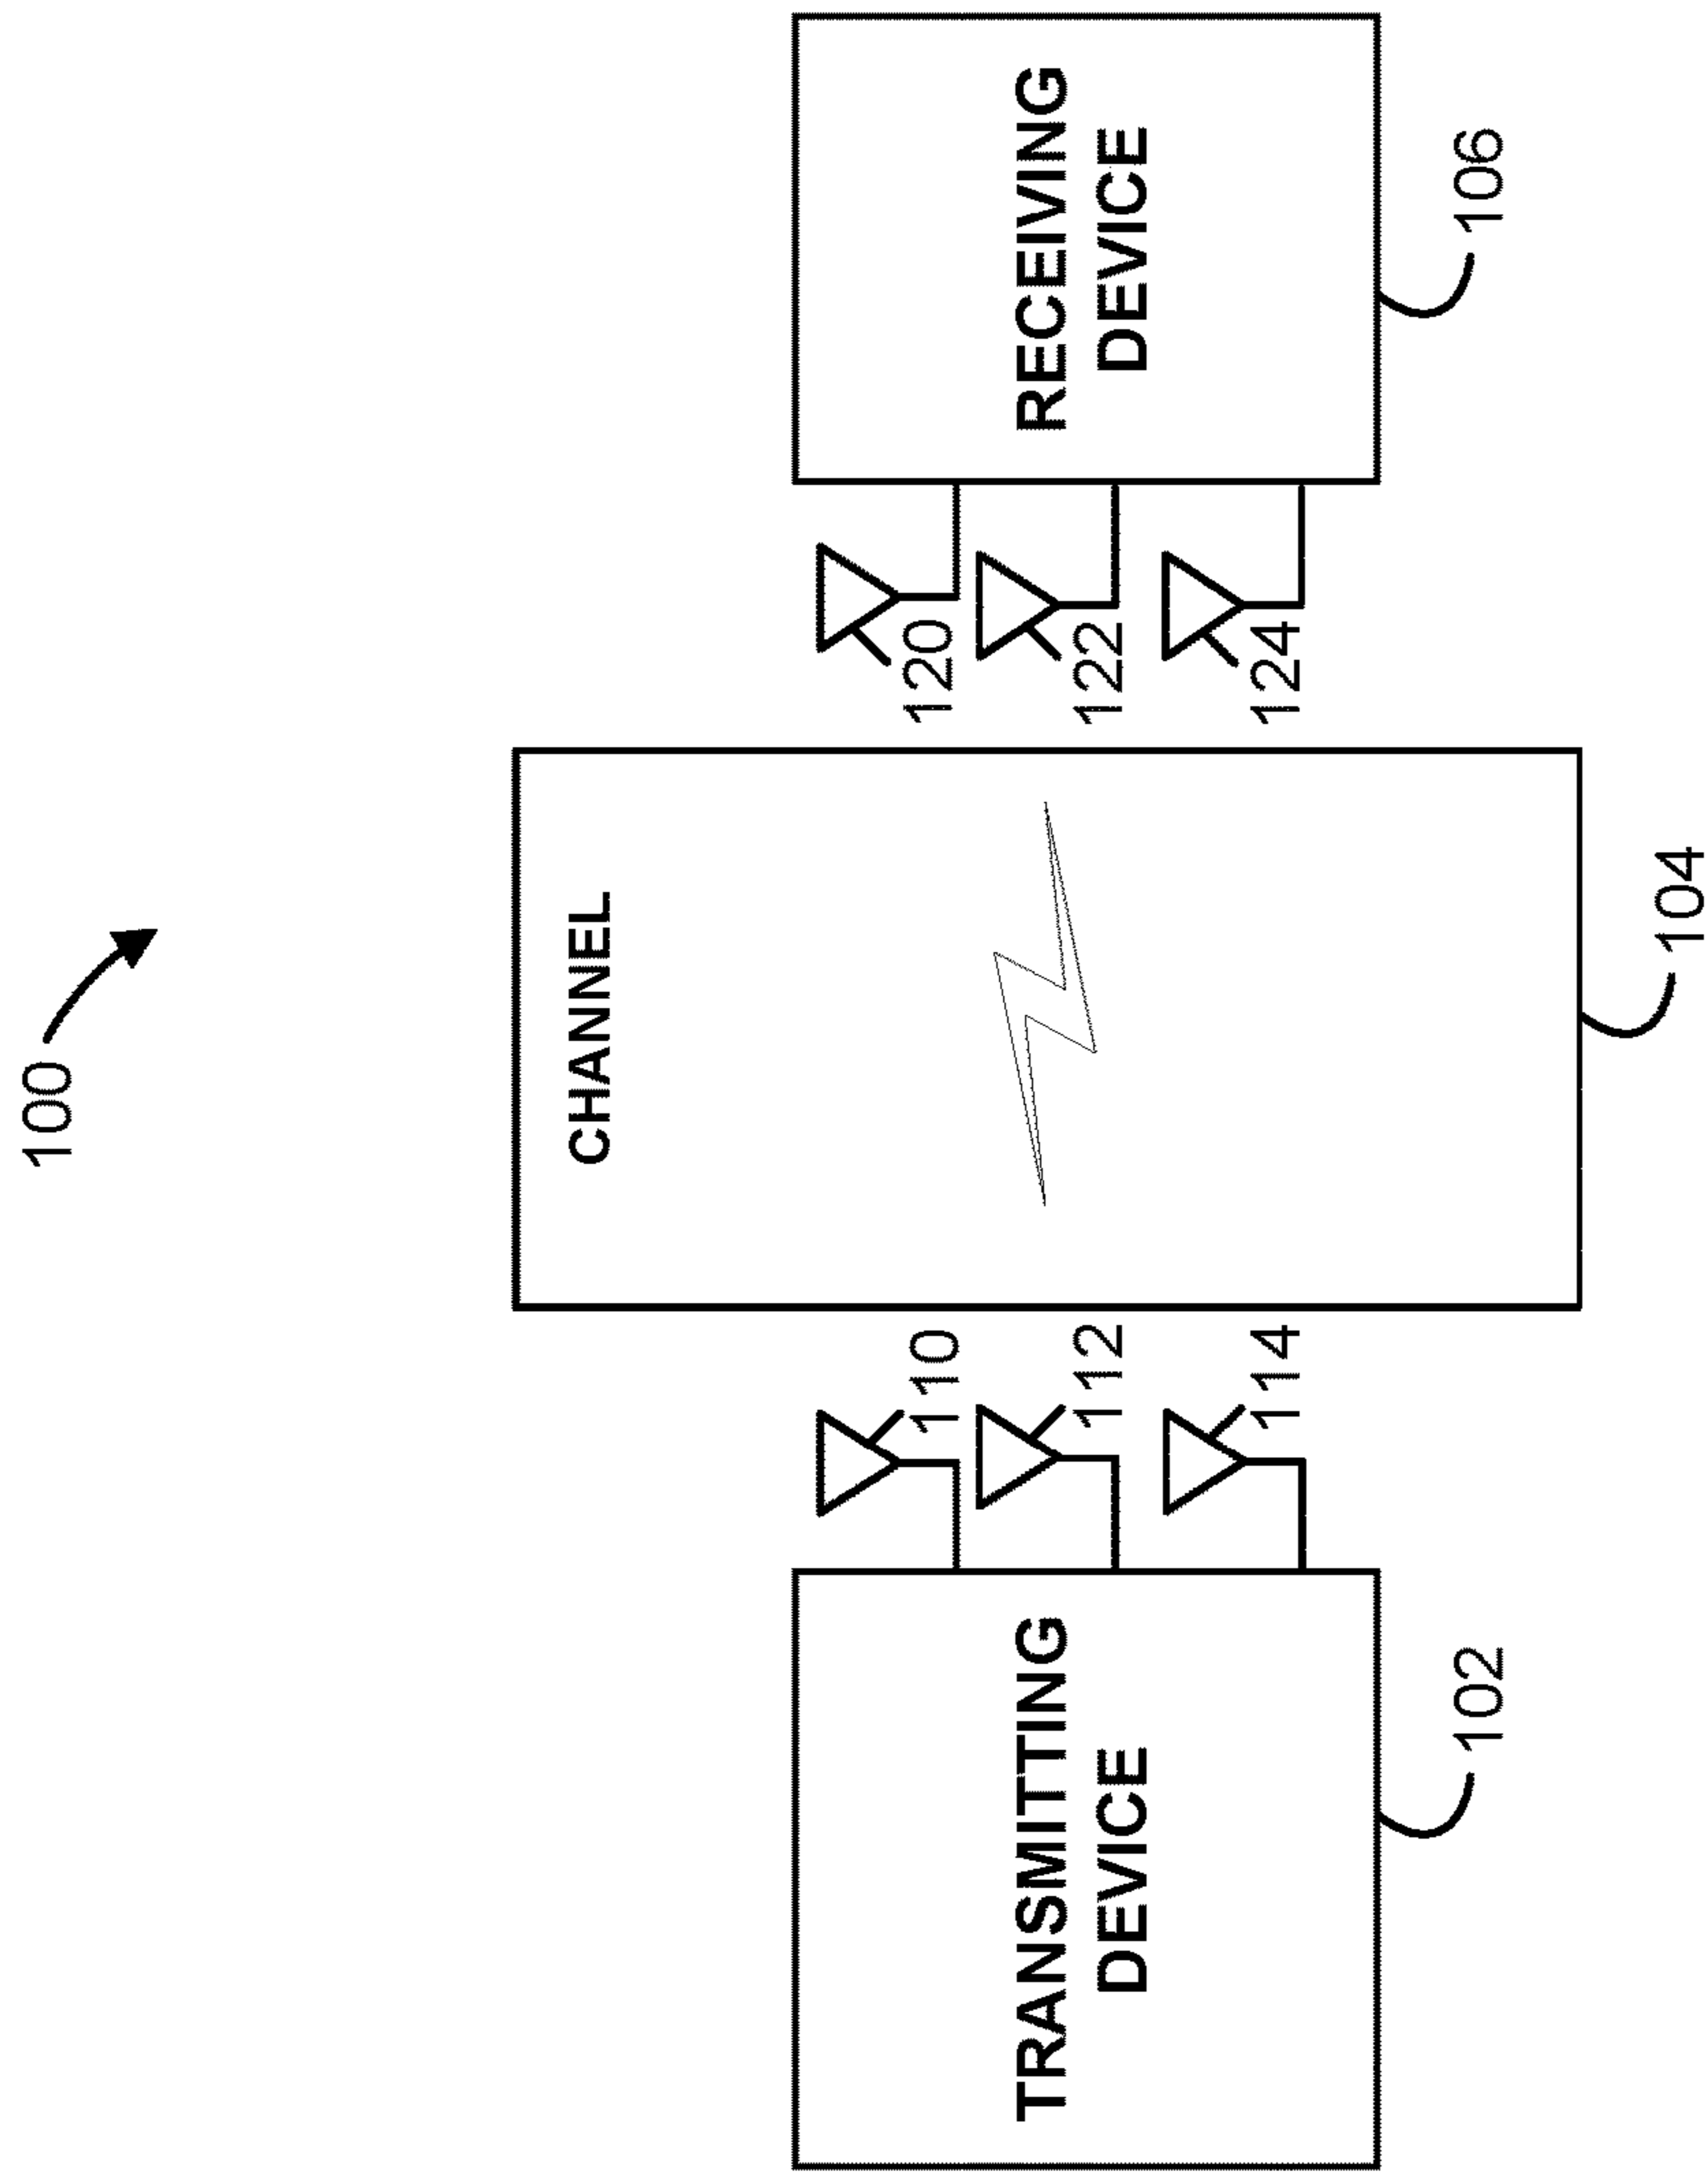 100
CHANNEL
TRANSMITTING
DEVICE
RECEIVING
DEVICE
110
112
114
120
122
124
102
104
106